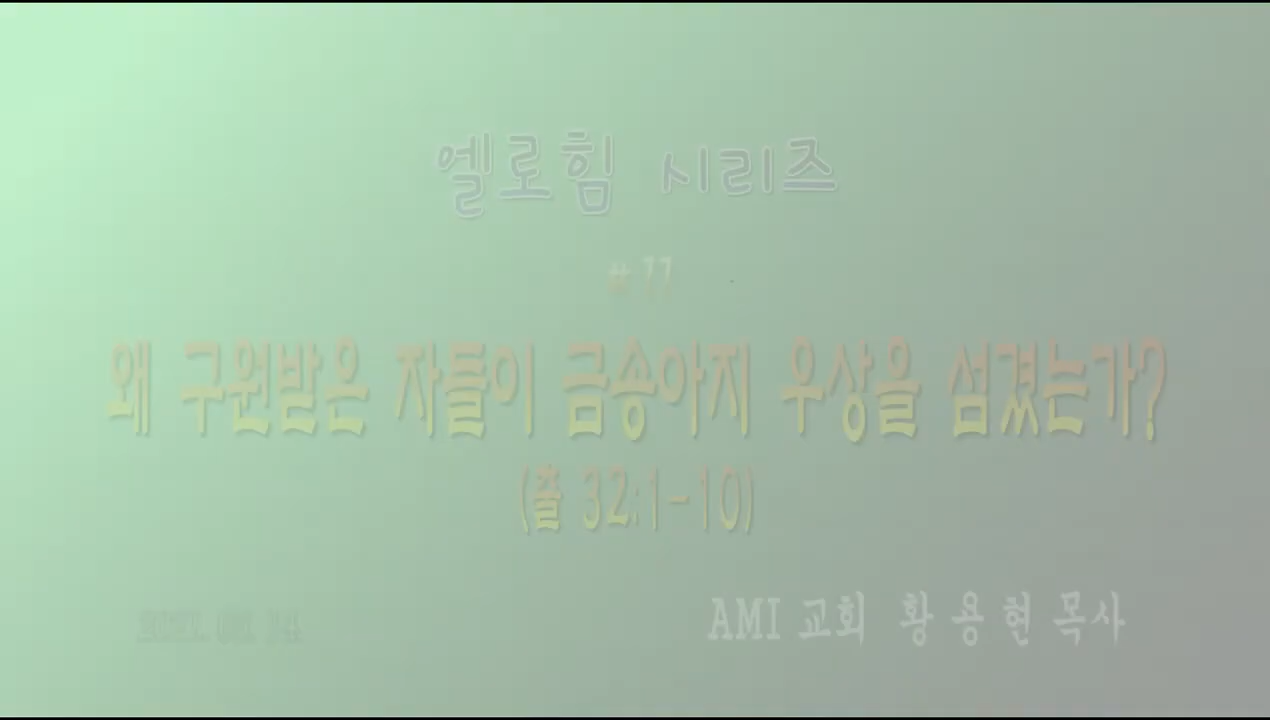 엘로힘 시리즈
# 77
왜 구원받은 자들이 금송아지 우상을 섬겼는가?
(출 32:1-10)
AMI 교회 황 용 현 목사